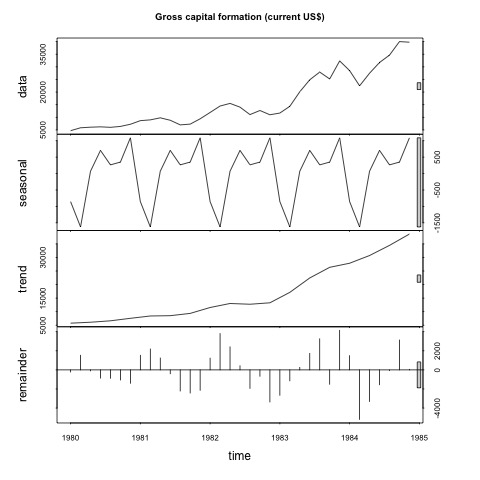 Gross capital formation (current US$)
data
5000 20000 35000
seasonal
-1500 -500 500
trend
5000 15000 30000
remainder
-4000 0 2000
1980 1981 1982 1983 1984 1985
time